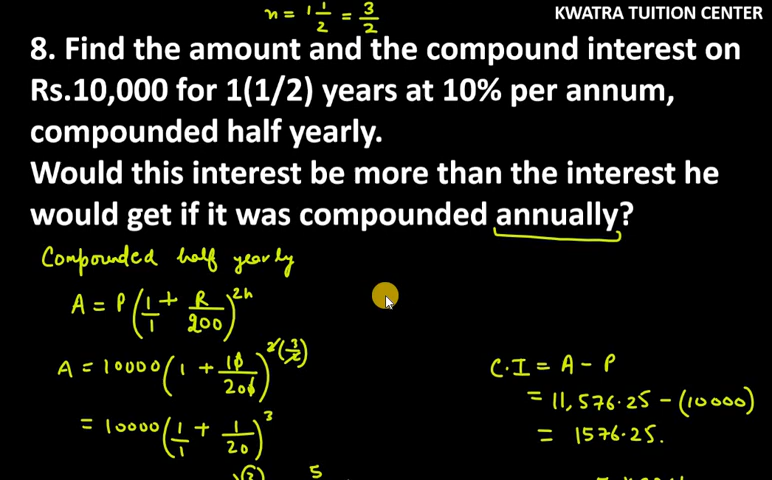 n = 1 1/2 = 3/2
KWATRA TUITION CENTER
8. Find the amount and the compound interest on
Rs.10,000 for 1(1/2) years at 10% per annum,
compounded half yearly.
Would this interest be more than the interest he
would get if it was compounded annually?
Compounded half yearly
A = P(1/1 + R/200)^2n
A = 10000(1 + 10/200)^2(3/2)
C.I = A - P
= 11,576.25 - (10000)
= 10000(1/1 + 1/20)^3
= 1576.25.